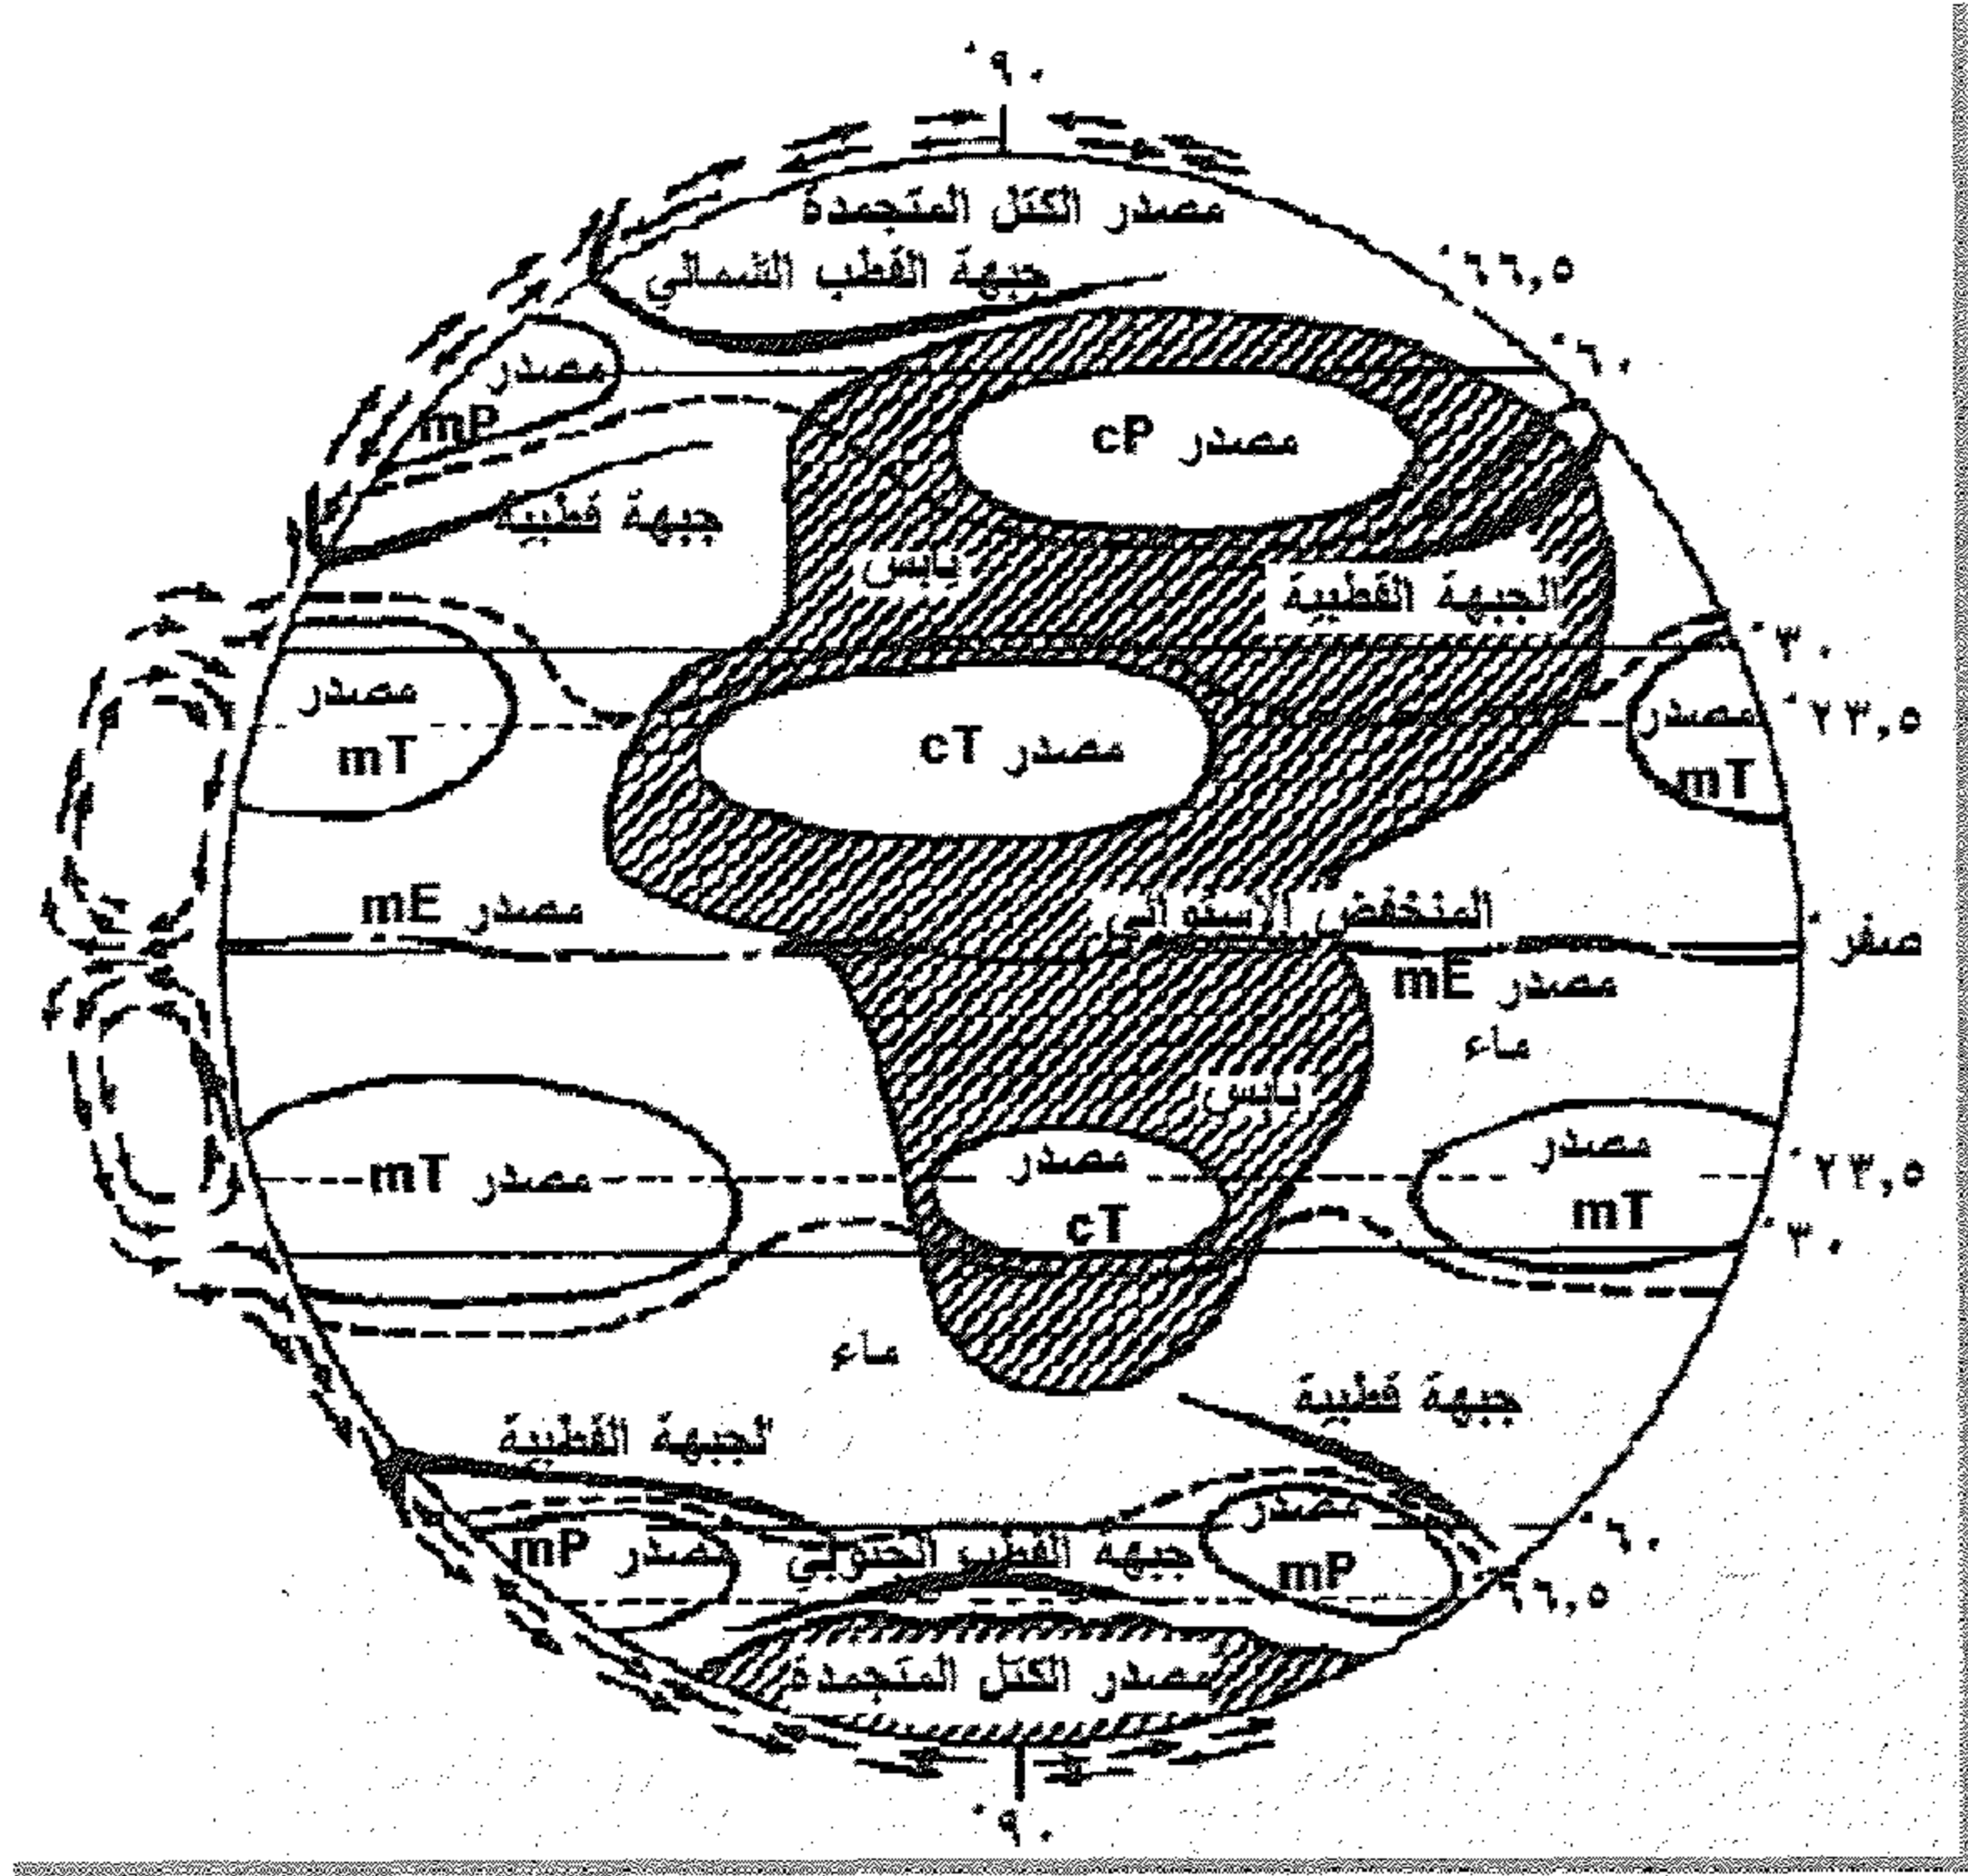 °٩٠
مصدر الكتل المتجمدة
جبهة القطب الشمالي
°٦٦,٥
°٦٠
مصدر
mP
مصدر cP
جبهة قطبية
يابس
الجبهة القطبية
°٣٠
مصدر
mT
مصدر cT
مصدر
mT
°٢٣,٥
مصدر mE
المنخفض الاستوائي
صفر°
مصدر mE
ماء
يابس
مصدر mT
مصدر
cT
مصدر
mT
°٢٣,٥
°٣٠
ماء
جبهة قطبية
الجبهة القطبية
مصدر mP
جبهة القطب الجنوبي
مصدر
mP
°٦٠
°٦٦,٥
مصدر الكتل المتجمدة
°٩٠